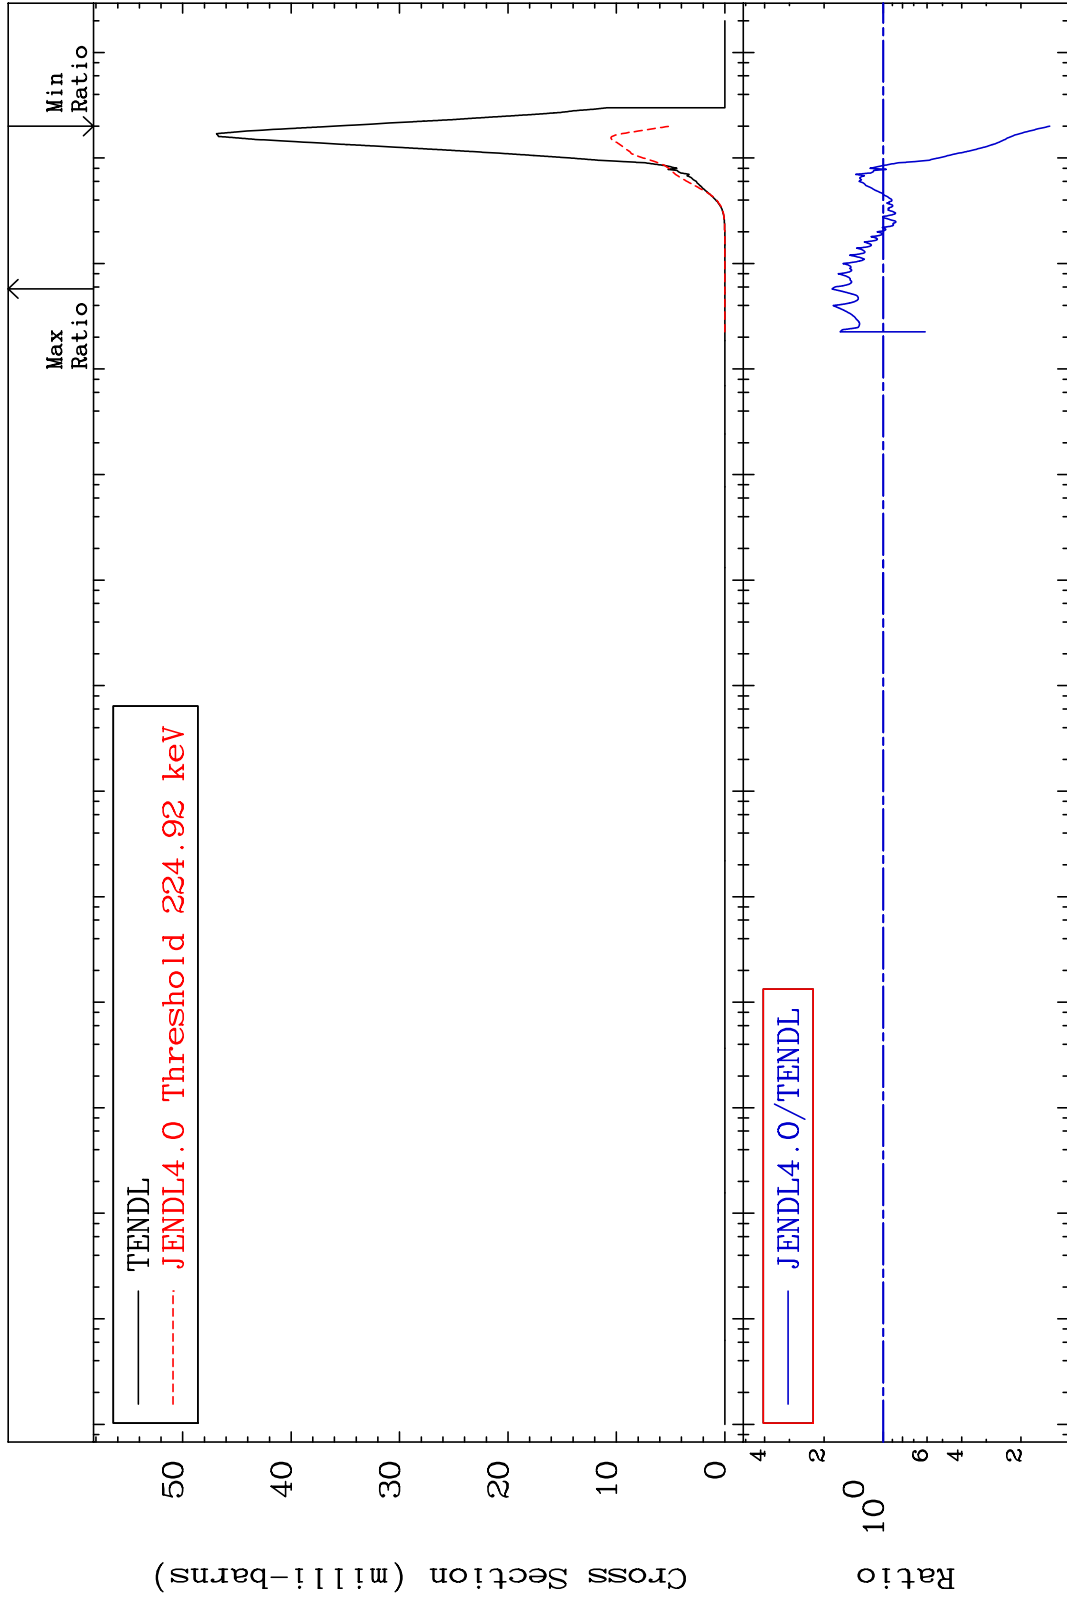 Max
Ratio
Min
Ratio
TENDL
JENDL4.0 Threshold 224.92 keV
50
40
30
20
10
0
Cross Section (milli-barns)
JENDL4.0/TENDL
4
2
10⁰
6
4
2
Ratio